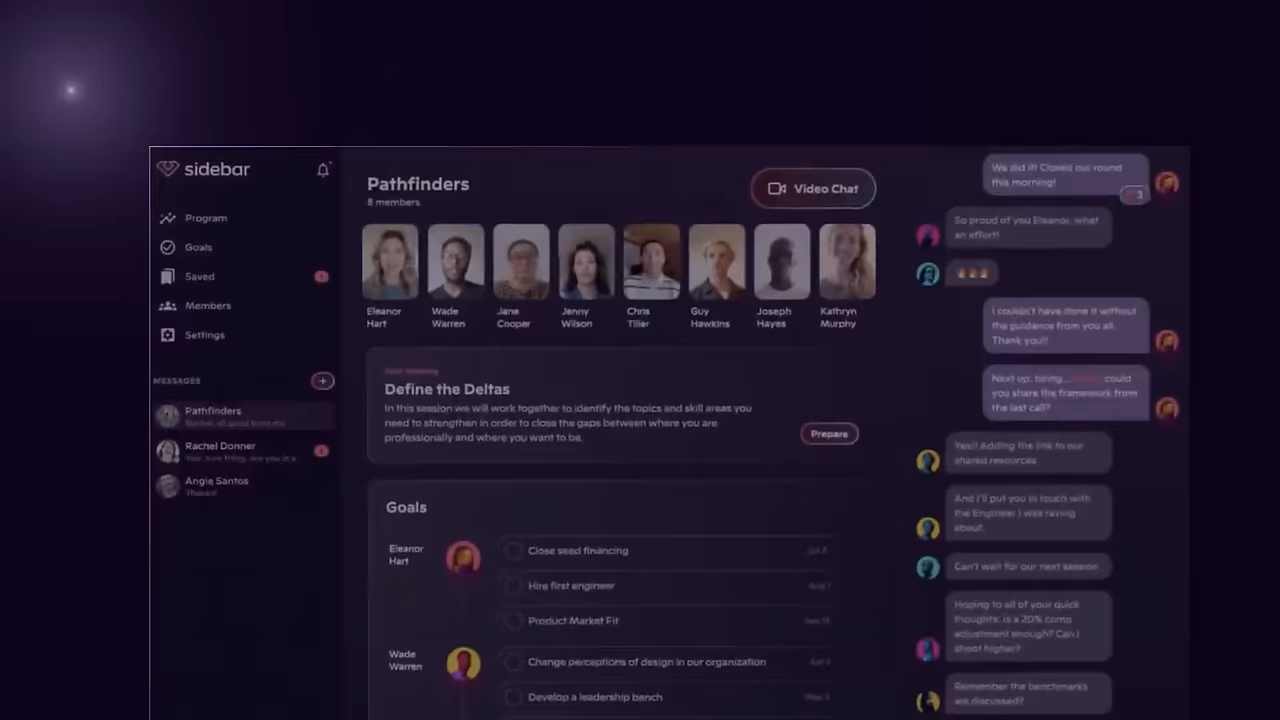 sidebar
Program
Goals
Saved
Members
Settings
MESSAGES
Pathfinders
Rachel Donner
Angie Santos
Thanks!
Pathfinders
8 members
Video Chat
Eleanor
Hart
Wade
Warren
Jane
Cooper
Jenny
Wilson
Chris
Tiller
Guy
Hawkins
Joseph
Hayes
Kathryn
Murphy
Define the Deltas
In this session we will work together to identify the topics and skill areas you
need to strengthen in order to close the gaps between where you are
professionally and where you want to be.
Prepare
Goals
Eleanor
Hart
Close seed financing
Hire first engineer
Product Market Fit
Wade
Warren
Change perceptions of design in our organization
Develop a leadership bench
We did it! Closed our round
this morning!
3
So proud of you Eleanor, what
an effort!
I couldn't have done it without
the guidance from you all.
Thank you!!
Next up, hiring... could
you share the framework from
the last call?
Yes!! Adding the link to our
shared resources
And I'll put you in touch with
the Engineer I was raving
about.
Can't wait for our next session
Hoping to all of your quick
thoughts: is a 20% comp
adjustment enough? Can I
shoot higher?
Remember the benchmarks
we discussed?